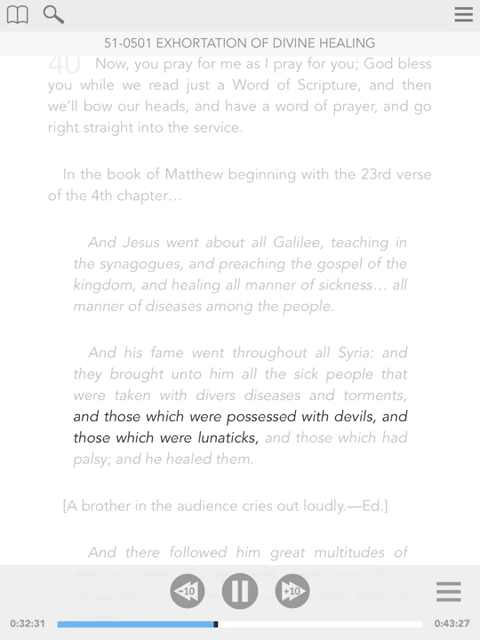 51-0501 EXHORTATION OF DIVINE HEALING
40 Now, you pray for me as I pray for you; God bless
you while we read just a Word of Scripture, and then
we'll bow our heads, and have a word of prayer, and go
right straight into the service.
In the book of Matthew beginning with the 23rd verse
of the 4th chapter…
And Jesus went about all Galilee, teaching in
the synagogues, and preaching the gospel of the
kingdom, and healing all manner of sickness… all
manner of diseases among the people.
And his fame went throughout all Syria: and
they brought unto him all the sick people that
were taken with divers diseases and torments,
and those which were possessed with devils, and
those which were lunaticks, and those which had
palsy; and he healed them.
[A brother in the audience cries out loudly.—Ed.]
And there followed him great multitudes of
-10
+10
0:32:31
0:43:27